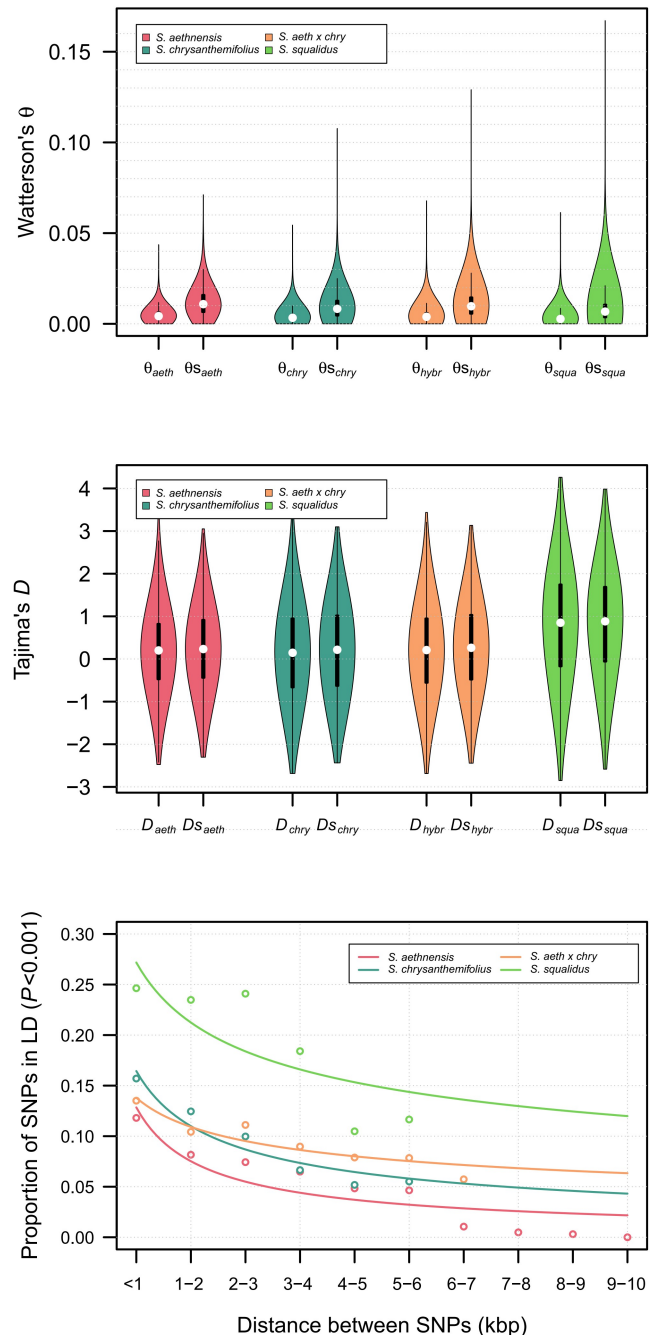 Watterson's θ
S. aethnensis S. aeth x chry
S. chrysanthemifolius S. squalidus
0.15
0.10
0.05
0.00
θaeth θsaeth θchry θschry θhybr θshybr θsqua θssqua
Tajima's D
S. aethnensis S. aeth x chry
S. chrysanthemifolius S. squalidus
4
3
2
1
0
−1
−2
−3
Daeth Dsaeth Dchry Dschry Dhybr Dshybr Dsqua Dssqua
Proportion of SNPs in LD (P<0.001)
S. aethnensis S. aeth x chry
S. chrysanthemifolius S. squalidus
0.30
0.25
0.20
0.15
0.10
0.05
0.00
<1 1−2 2−3 3−4 4−5 5−6 6−7 7−8 8−9 9−10
Distance between SNPs (kbp)